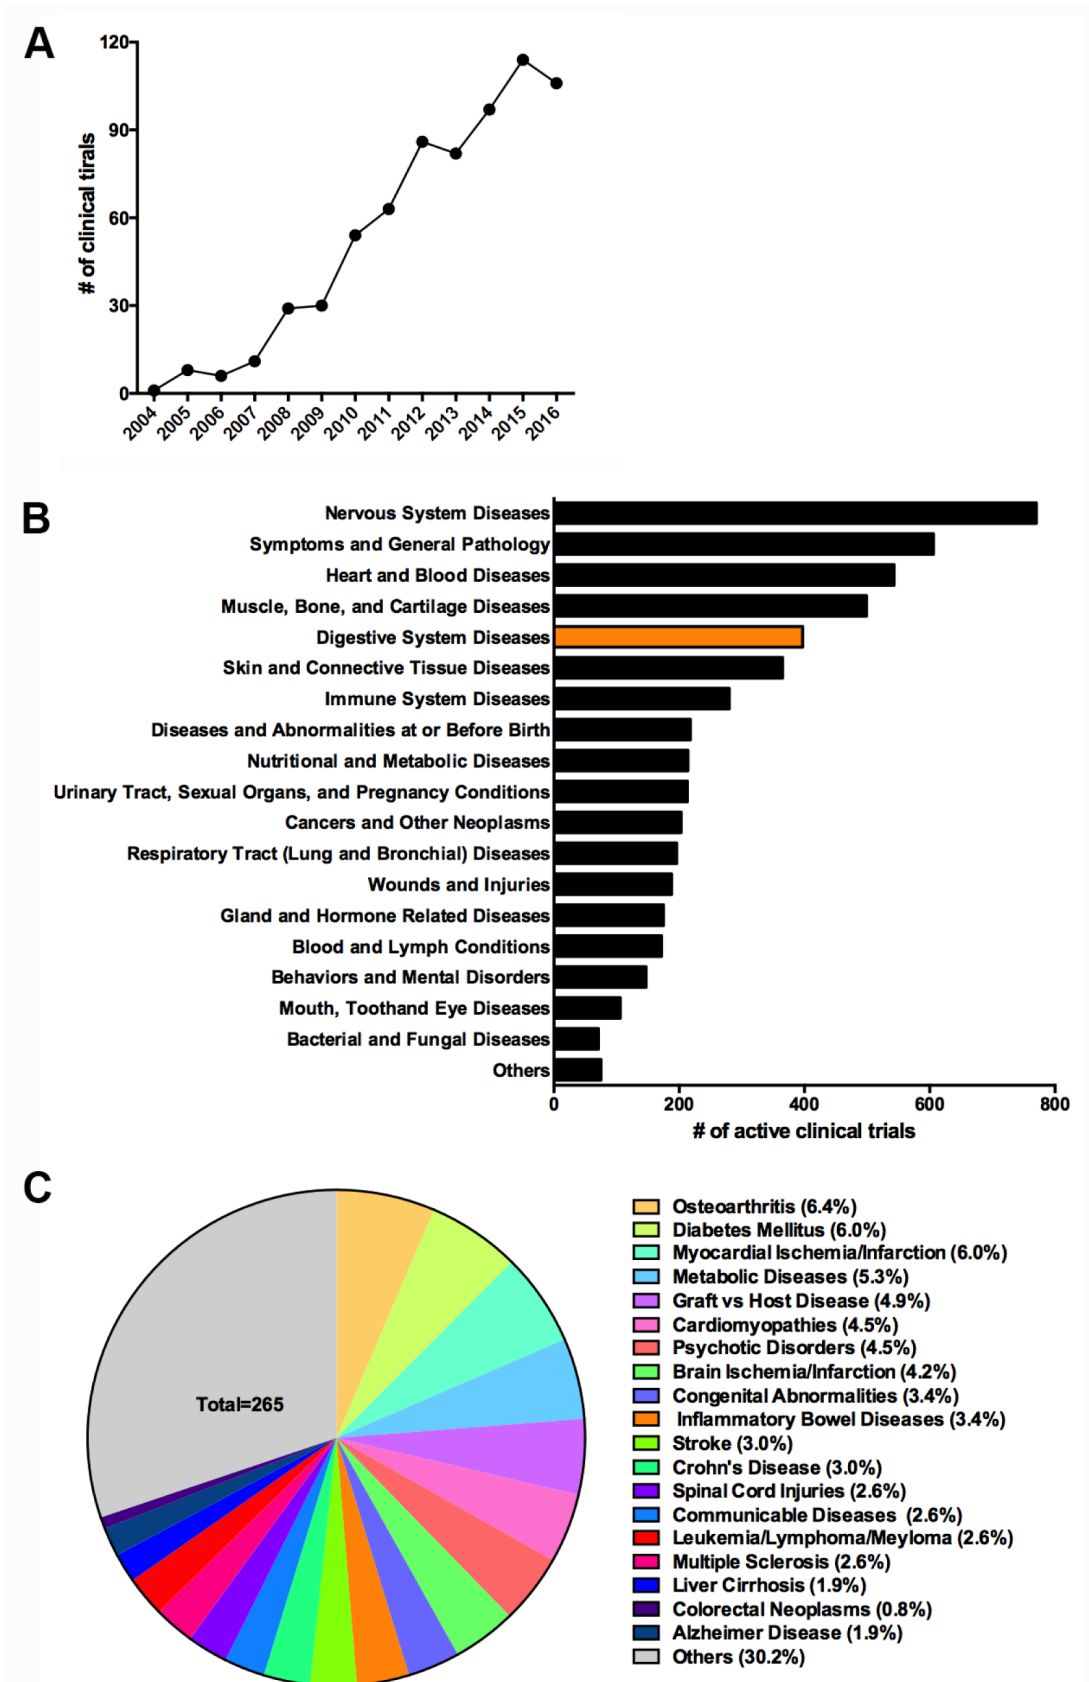 A
# of clinical tirals
120
90
60
30
0
2004
2005
2006
2007
2008
2009
2010
2011
2012
2013
2014
2015
2016
B
Nervous System Diseases
Symptoms and General Pathology
Heart and Blood Diseases
Muscle, Bone, and Cartilage Diseases
Digestive System Diseases
Skin and Connective Tissue Diseases
Immune System Diseases
Diseases and Abnormalities at or Before Birth
Nutritional and Metabolic Diseases
Urinary Tract, Sexual Organs, and Pregnancy Conditions
Cancers and Other Neoplasms
Respiratory Tract (Lung and Bronchial) Diseases
Wounds and Injuries
Gland and Hormone Related Diseases
Blood and Lymph Conditions
Behaviors and Mental Disorders
Mouth, Toothand Eye Diseases
Bacterial and Fungal Diseases
Others
0 200 400 600 800
# of active clinical trials
C
Total=265
Osteoarthritis (6.4%)
Diabetes Mellitus (6.0%)
Myocardial Ischemia/Infarction (6.0%)
Metabolic Diseases (5.3%)
Graft vs Host Disease (4.9%)
Cardiomyopathies (4.5%)
Psychotic Disorders (4.5%)
Brain Ischemia/Infarction (4.2%)
Congenital Abnormalities (3.4%)
Inflammatory Bowel Diseases (3.4%)
Stroke (3.0%)
Crohn's Disease (3.0%)
Spinal Cord Injuries (2.6%)
Communicable Diseases (2.6%)
Leukemia/Lymphoma/Meyloma (2.6%)
Multiple Sclerosis (2.6%)
Liver Cirrhosis (1.9%)
Colorectal Neoplasms (0.8%)
Alzheimer Disease (1.9%)
Others (30.2%)